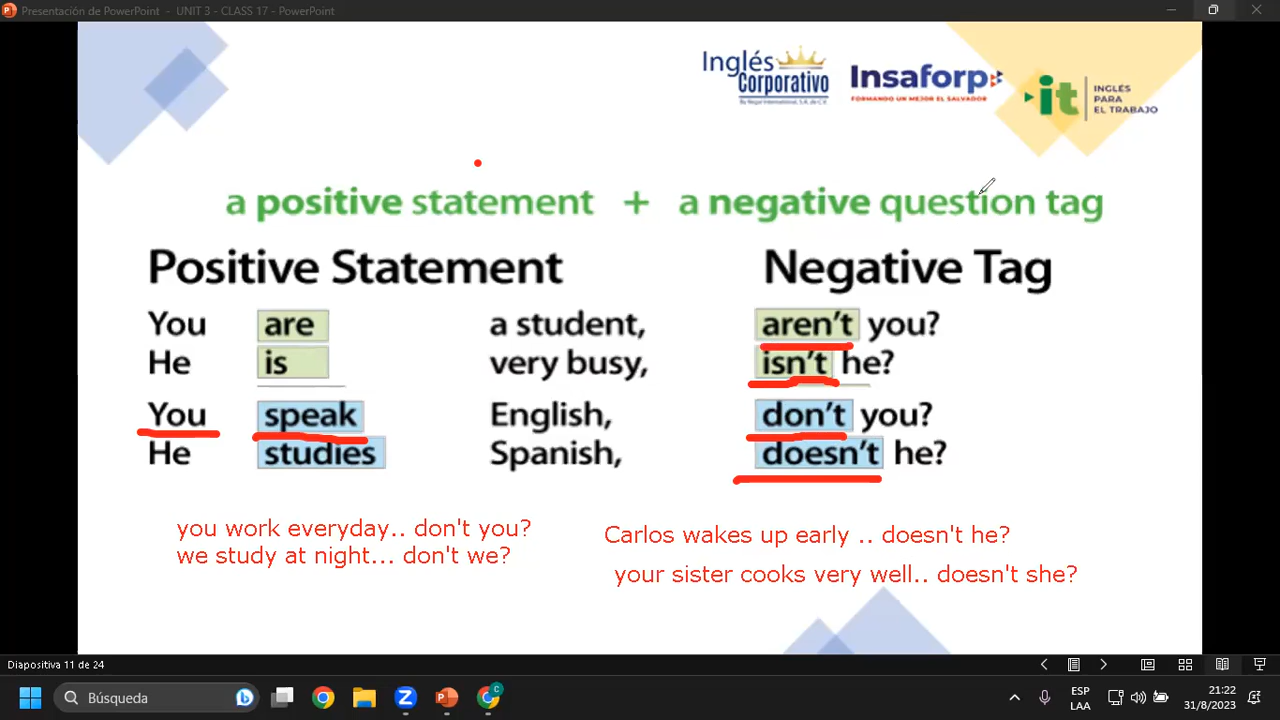 Presentación de PowerPoint - UNIT 3 - CLASS 17 - PowerPoint
Inglés
Corporativo
By Regal International, S.A. de C.V.
Insaforp
FORMANDO UN MEJOR EL SALVADOR
it
INGLÉS
PARA
EL TRABAJO
a positive statement + a negative question tag
Positive Statement Negative Tag
You are a student, aren't you?
He is very busy, isn't he?
You speak English, don't you?
He studies Spanish, doesn't he?
you work everyday.. don't you?
we study at night... don't we?
Carlos wakes up early .. doesn't he?
your sister cooks very well.. doesn't she?
Diapositiva 11 de 24
Búsqueda
ESP
LAA
21:22
31/8/2023